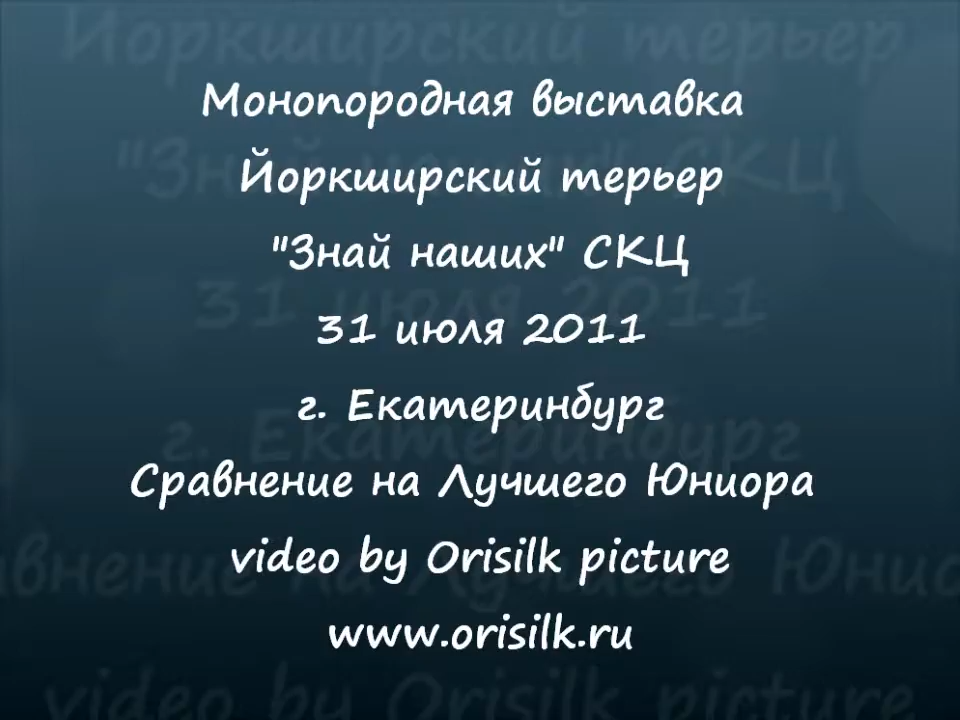 Монопородная выставка
Йоркширский терьер
"Знай наших" СКЦ
31 июля 2011
г. Екатеринбург
Сравнение на Лучшего Юниора
video by Orisilk picture
www.orisilk.ru